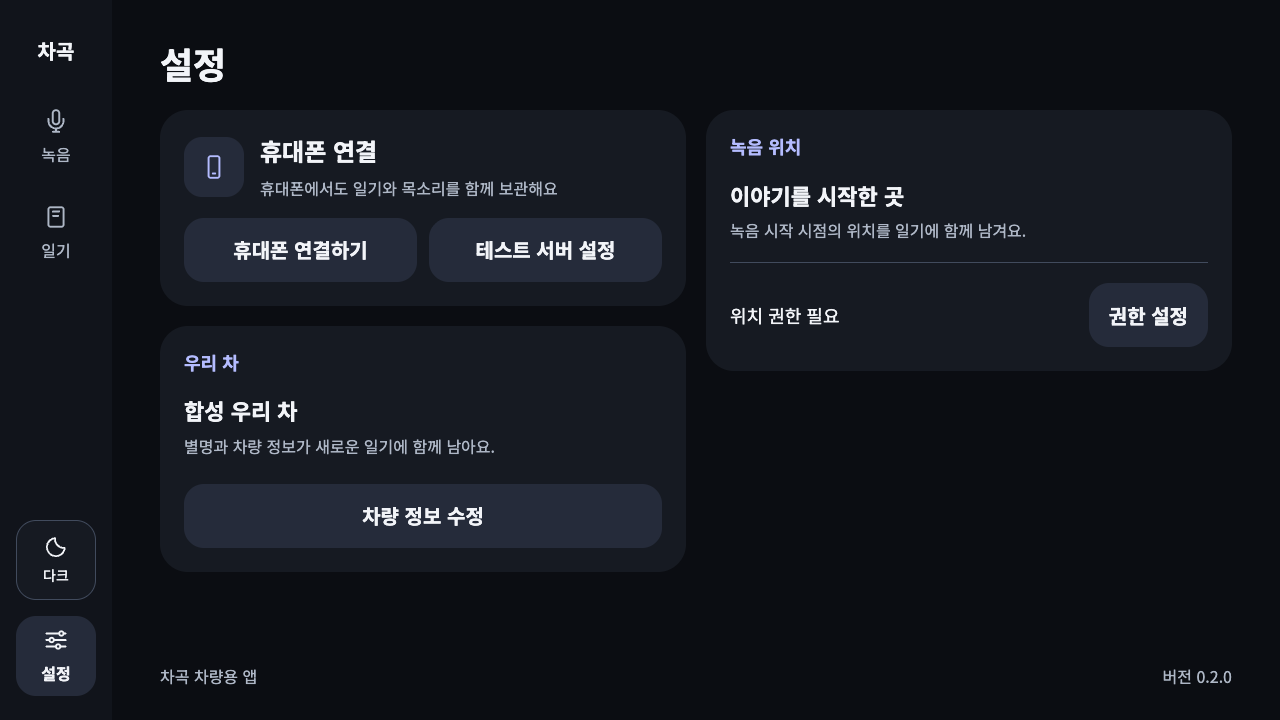 차곡
녹음
일기
다크
설정
설정
휴대폰 연결
휴대폰에서도 일기와 목소리를 함께 보관해요
휴대폰 연결하기
테스트 서버 설정
우리 차
합성 우리 차
별명과 차량 정보가 새로운 일기에 함께 남아요.
차량 정보 수정
녹음 위치
이야기를 시작한 곳
녹음 시작 시점의 위치를 일기에 함께 남겨요.
위치 권한 필요
권한 설정
차곡 차량용 앱
버전 0.2.0